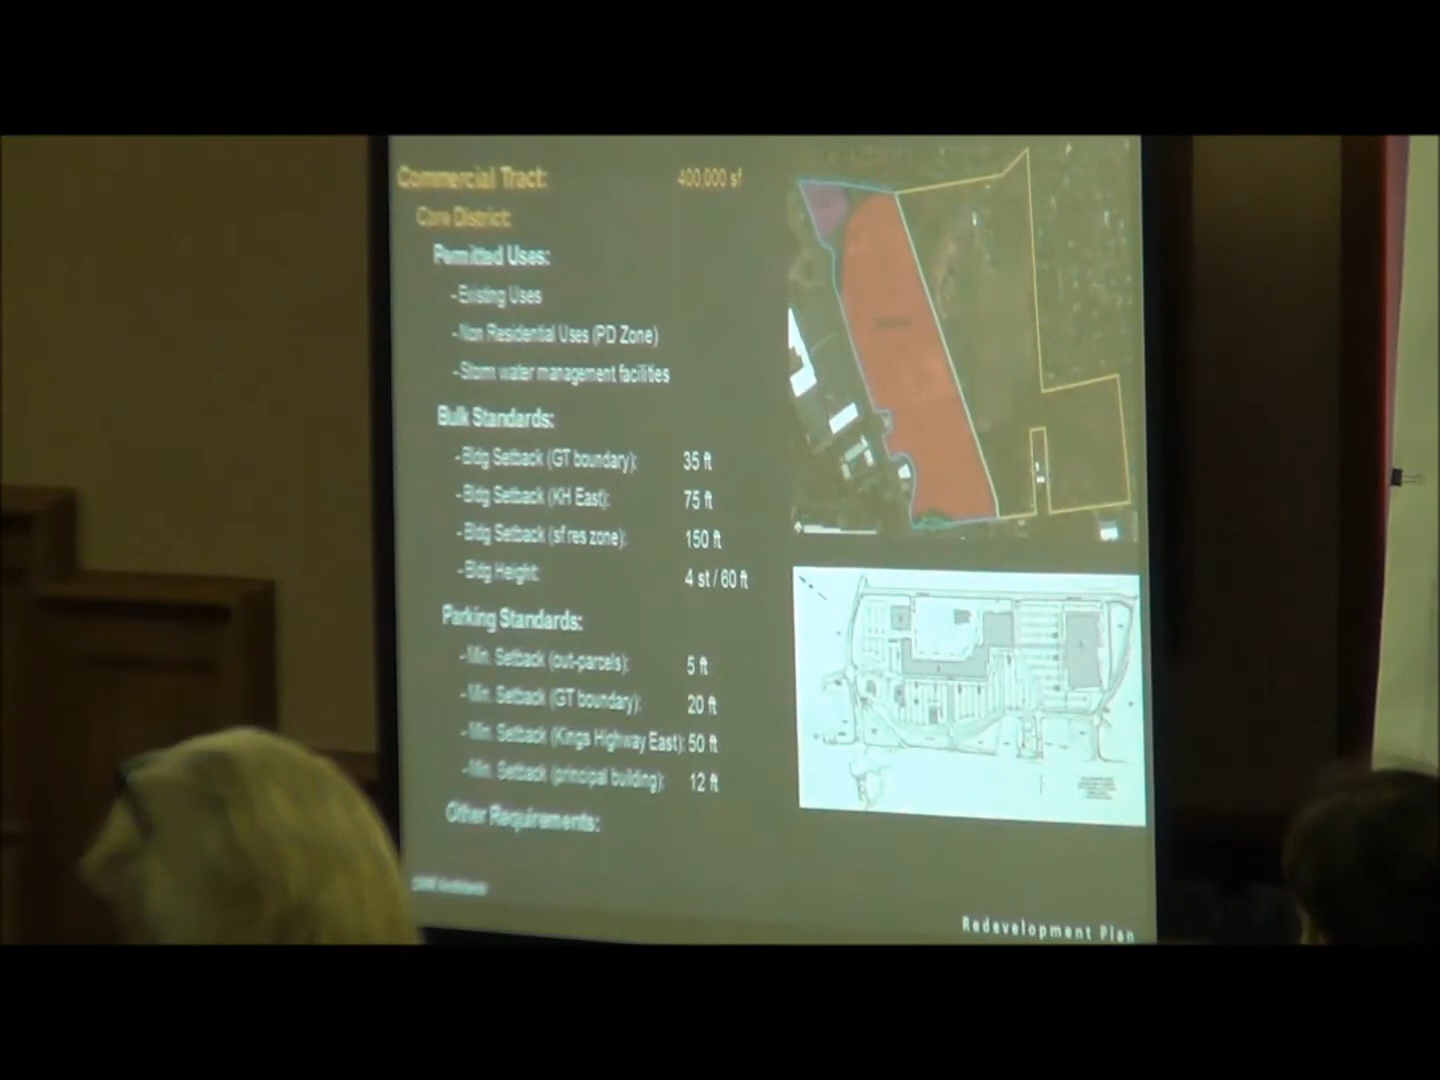 Commercial Tract: 400,000 sf
Core District:
Permitted Uses:
- Existing Uses
- Non Residential Uses (PD Zone)
- Storm water management facilities
Bulk Standards:
- Bldg Setback (GT boundary): 35 ft
- Bldg Setback (KH East): 75 ft
- Bldg Setback (sf res zone): 150 ft
- Bldg Height: 4 st / 60 ft
Parking Standards:
- Min. Setback (out-parcels): 5 ft
- Min. Setback (GT boundary): 20 ft
- Min. Setback (Kings Highway East): 50 ft
- Min. Setback (principal building): 12 ft
Other Requirements:
Redevelopment Plan